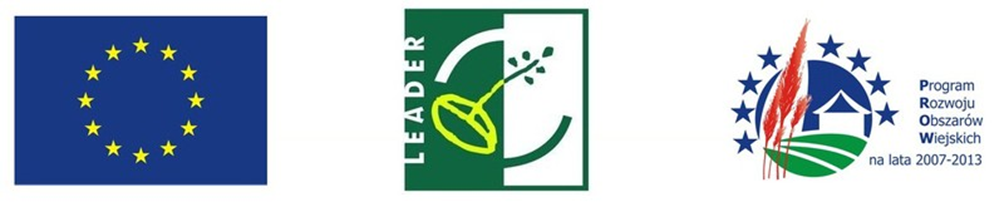 LEADER
Program
Rozwoju
Obszarów
Wiejskich
na lata 2007-2013